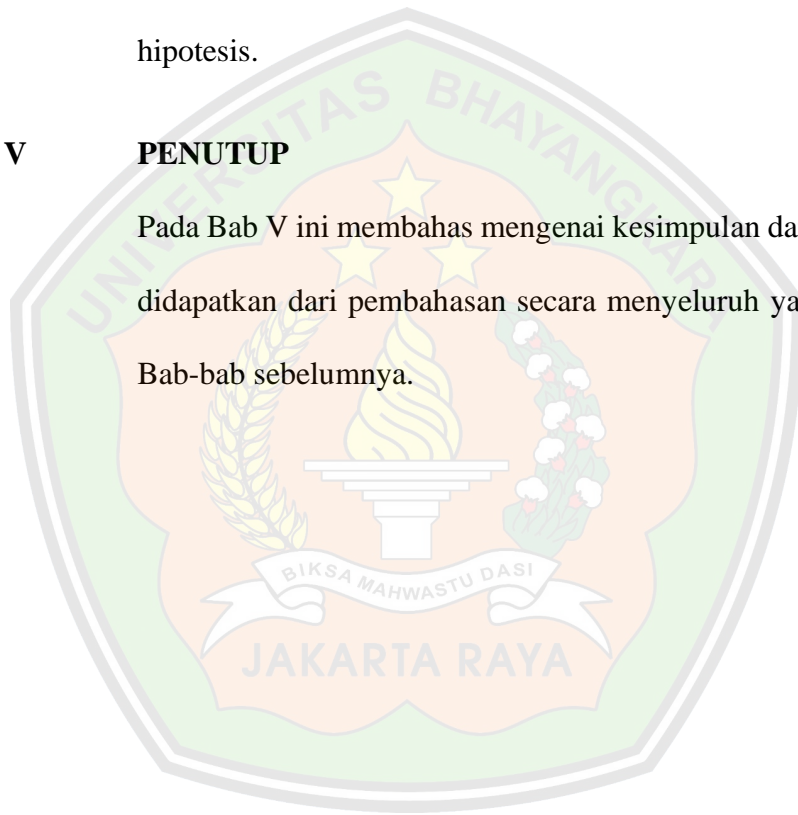 hipotesis.
V PENUTUP
Pada Bab V ini membahas mengenai kesimpulan da
didapatkan dari pembahasan secara menyeluruh ya
Bab-bab sebelumnya.
UNIVERSITAS BHAYANGKARA
BIKSA MAHWASTU DASI
JAKARTA RAYA